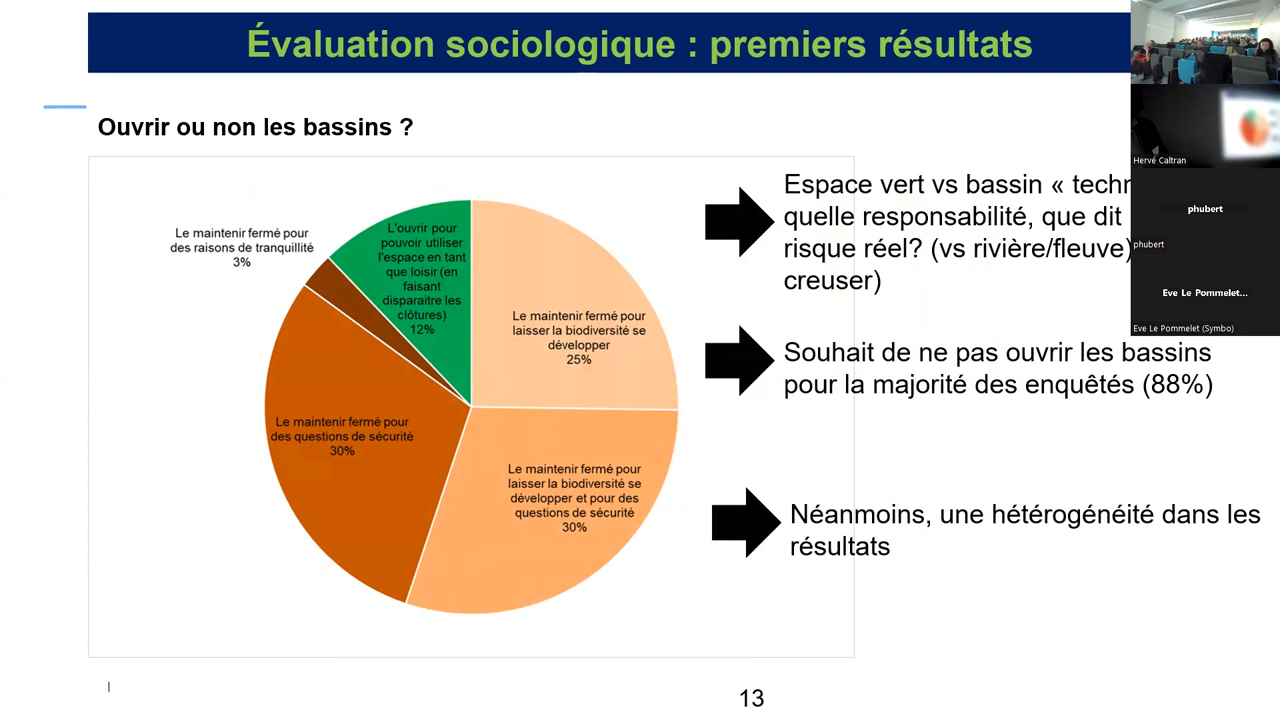 Évaluation sociologique : premiers résultats
Ouvrir ou non les bassins ?
Le maintenir fermé pour
des raisons de tranquillité
3%
L'ouvrir pour
pouvoir utiliser
l'espace en tant
que loisir (en
faisant
disparaitre les
clôtures)
12%
Le maintenir fermé pour
laisser la biodiversité se
développer
25%
Le maintenir fermé pour
des questions de sécurité
30%
Le maintenir fermé pour
laisser la biodiversité se
développer et pour des
questions de sécurité
30%
Espace vert vs bassin « techn
quelle responsabilité, que dit
risque réel? (vs rivière/fleuve)
creuser)
Souhait de ne pas ouvrir les bassins
pour la majorité des enquêtés (88%)
Néanmoins, une hétérogénéité dans les
résultats
13
Hervé Caltran
phubert
phubert
Eve Le Pommelet...
Eve Le Pommelet (Symbo)